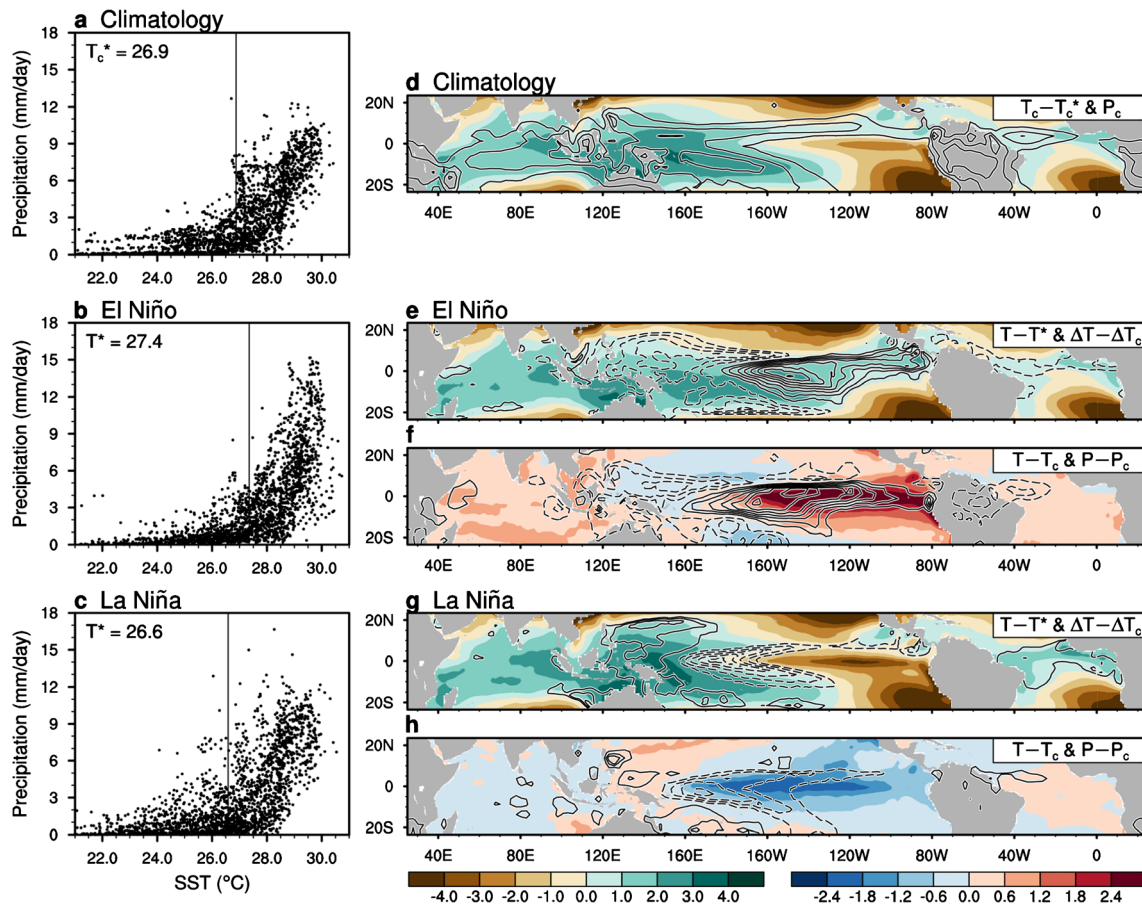 a Climatology
T_c* = 26.9
Precipitation (mm/day)
18
15
12
9
6
3
0
22.0 24.0 26.0 28.0 30.0
b El Niño
T* = 27.4
Precipitation (mm/day)
18
15
12
9
6
3
0
22.0 24.0 26.0 28.0 30.0
c La Niña
T* = 26.6
Precipitation (mm/day)
18
15
12
9
6
3
0
22.0 24.0 26.0 28.0 30.0
SST (°C)
d Climatology
T_c−T_c* & P_c
20N
0
20S
40E 80E 120E 160E 160W 120W 80W 40W 0
e El Niño
T−T* & ΔT−ΔT_c
20N
0
20S
f
T−T_c & P−P_c
20N
0
20S
40E 80E 120E 160E 160W 120W 80W 40W 0
g La Niña
T−T* & ΔT−ΔT_c
20N
0
20S
h
T−T_c & P−P_c
20N
0
20S
40E 80E 120E 160E 160W 120W 80W 40W 0
-4.0 -3.0 -2.0 -1.0 0.0 1.0 2.0 3.0 4.0
-2.4 -1.8 -1.2 -0.6 0.0 0.6 1.2 1.8 2.4